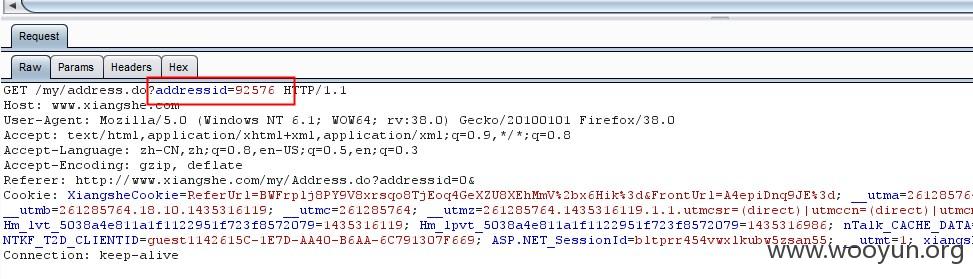 Request
Raw Params Headers Hex
GET /my/address.do?addressid=92576 HTTP/1.1
Host: www.xiangshe.com
User-Agent: Mozilla/5.0 (Windows NT 6.1; WOW64; rv:38.0) Gecko/20100101 Firefox/38.0
Accept: text/html,application/xhtml+xml,application/xml;q=0.9,*/*;q=0.8
Accept-Language: zh-CN,zh;q=0.8,en-US;q=0.5,en;q=0.3
Accept-Encoding: gzip, deflate
Referer: http://www.xiangshe.com/my/Address.do?addressid=0&
Cookie: XiangsheCookie=ReferUrl=BWFrplj8PY9V8xrsqo8TjEoq4GeXZU8XEhMmV%2bx6Hik%3d&FrontUrl=A4epiDnq9JE%3d; __utma=261285764
__utmb=261285764.18.10.1435316119; __utmc=261285764; __utmz=261285764.1435316119.1.1.utmcsr=(direct)|utmccn=(direct)|utmc
Hm_lvt_5038a4e811a1f1122951f723f8572079=1435316119; Hm_lpvt_5038a4e811a1f1122951f723f8572079=1435316986; nTalk_CACHE_DATA=
NTKF_T2D_CLIENTID=guest1142615C-1E7D-AA40-B6AA-6C791307F669; ASP.NET_SessionId=bltprr454vwxlkubw5zsan55; __utmt=1; xiangs
Connection: keep-alive
www.wooyun.org